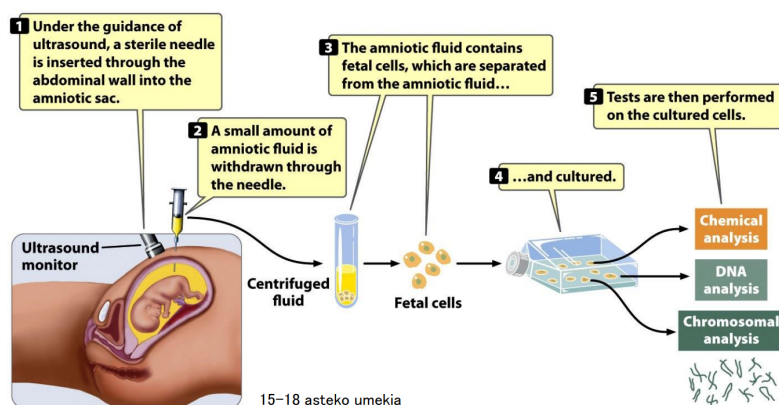 1 Under the guidance of
ultrasound, a sterile needle
is inserted through the
abdominal wall into the
amniotic sac.
2 A small amount of
amniotic fluid is
withdrawn through
the needle.
3 The amniotic fluid contains
fetal cells, which are separated
from the amniotic fluid...
4 ...and cultured.
5 Tests are then performed
on the cultured cells.
Ultrasound
monitor
Centrifuged
fluid
Fetal cells
Chemical
analysis
DNA
analysis
Chromosomal
analysis
15-18 asteko umekia